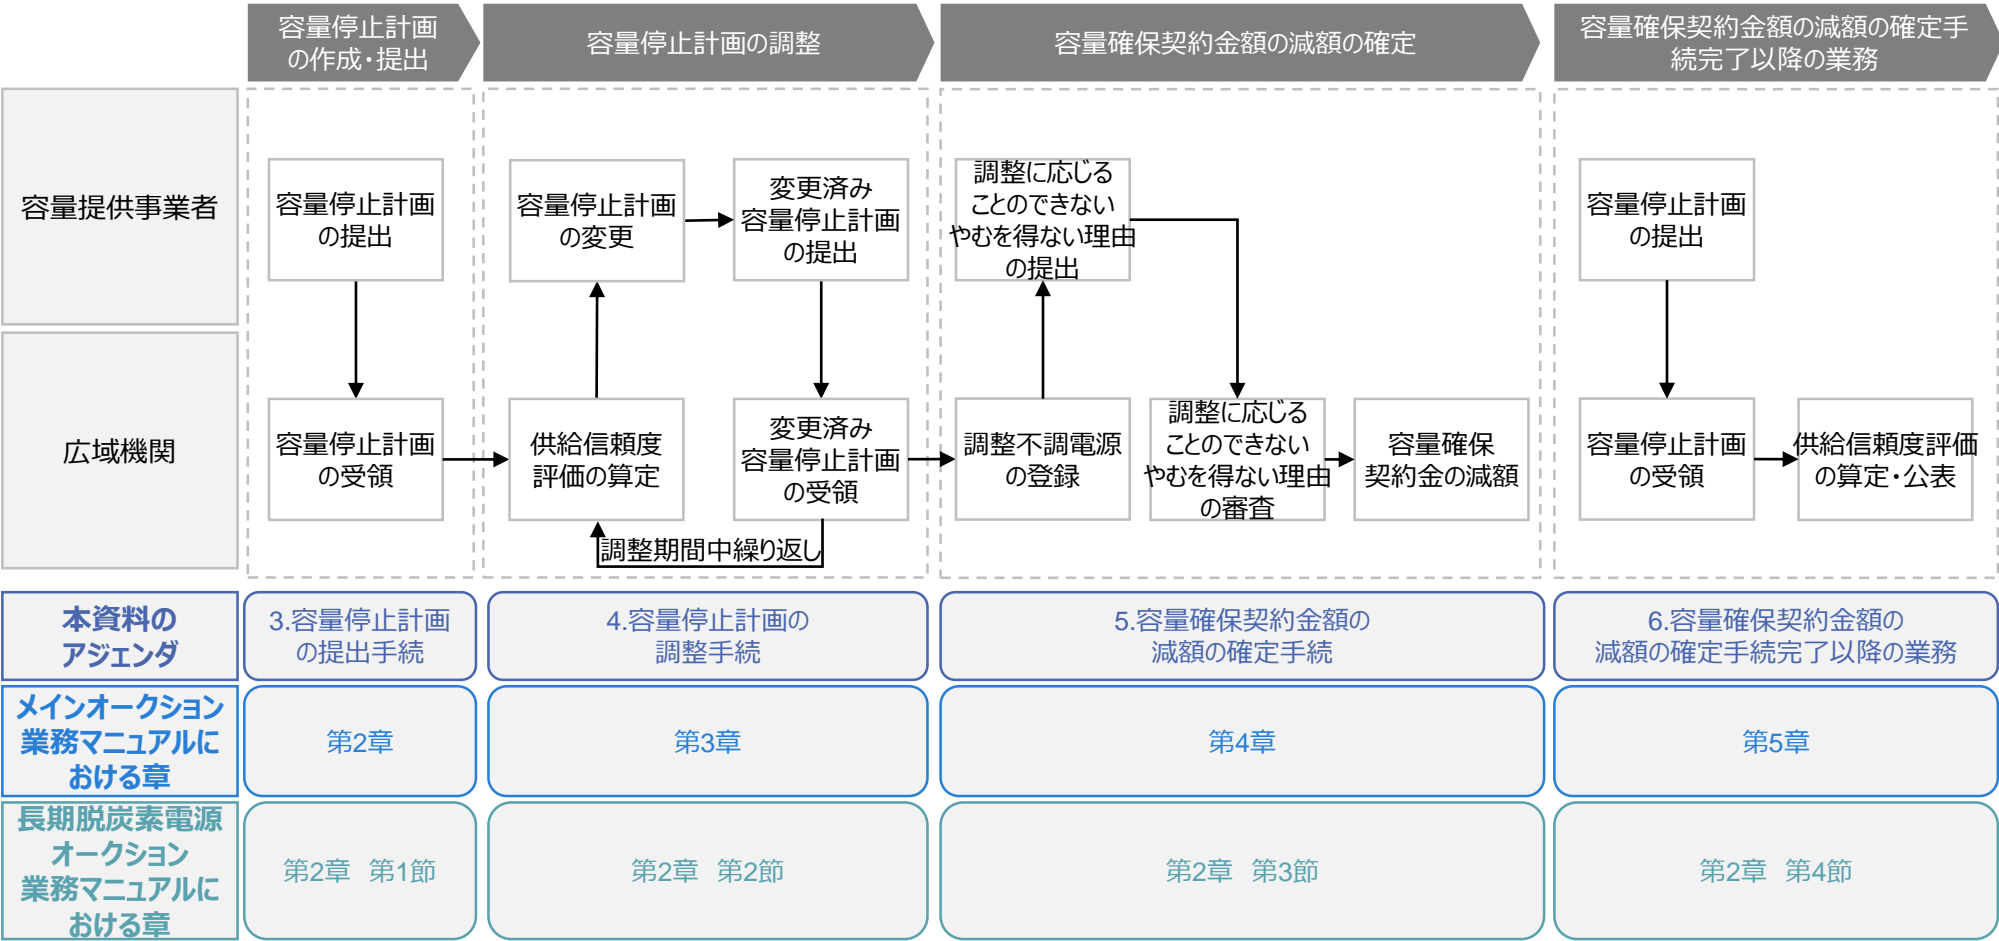 容量停止計画
の作成・提出
容量停止計画の調整
容量確保契約金額の減額の確定
容量確保契約金額の減額の確定手
続完了以降の業務
容量提供事業者
容量停止計画
の提出
容量停止計画
の変更
変更済み
容量停止計画
の提出
調整に応じる
ことのできない
やむを得ない理由
の提出
容量停止計画
の提出
広域機関
容量停止計画
の受領
供給信頼度
評価の算定
変更済み
容量停止計画
の受領
調整不調電源
の登録
調整に応じる
ことのできない
やむを得ない理由
の審査
容量確保
契約金の減額
容量停止計画
の受領
供給信頼度評価
の算定・公表
調整期間中繰り返し
本資料の
アジェンダ
3.容量停止計画
の提出手続
4.容量停止計画の
調整手続
5.容量確保契約金額の
減額の確定手続
6.容量確保契約金額の
減額の確定手続完了以降の業務
メインオークション
業務マニュアルに
おける章
第2章
第3章
第4章
第5章
長期脱炭素電源
オークション
業務マニュアルに
おける章
第2章　第1節
第2章　第2節
第2章　第3節
第2章　第4節